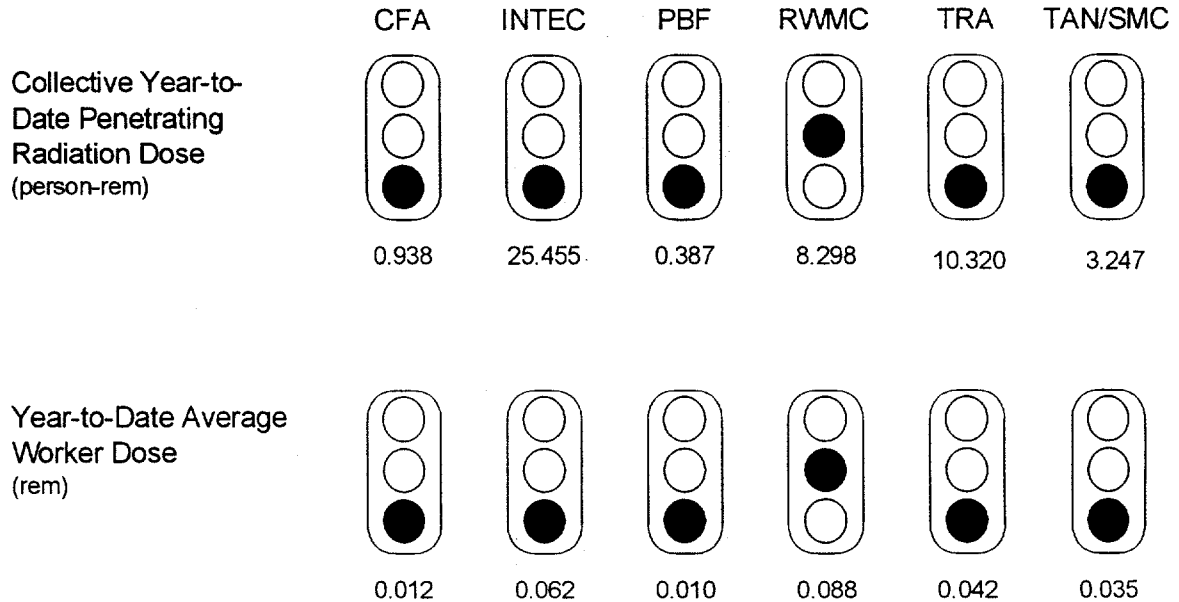 CFA INTEC PBF RWMC TRA TAN/SMC
Collective Year-to-
Date Penetrating
Radiation Dose
(person-rem)
0.938 25.455 0.387 8.298 10.320 3.247
Year-to-Date Average
Worker Dose
(rem)
0.012 0.062 0.010 0.088 0.042 0.035